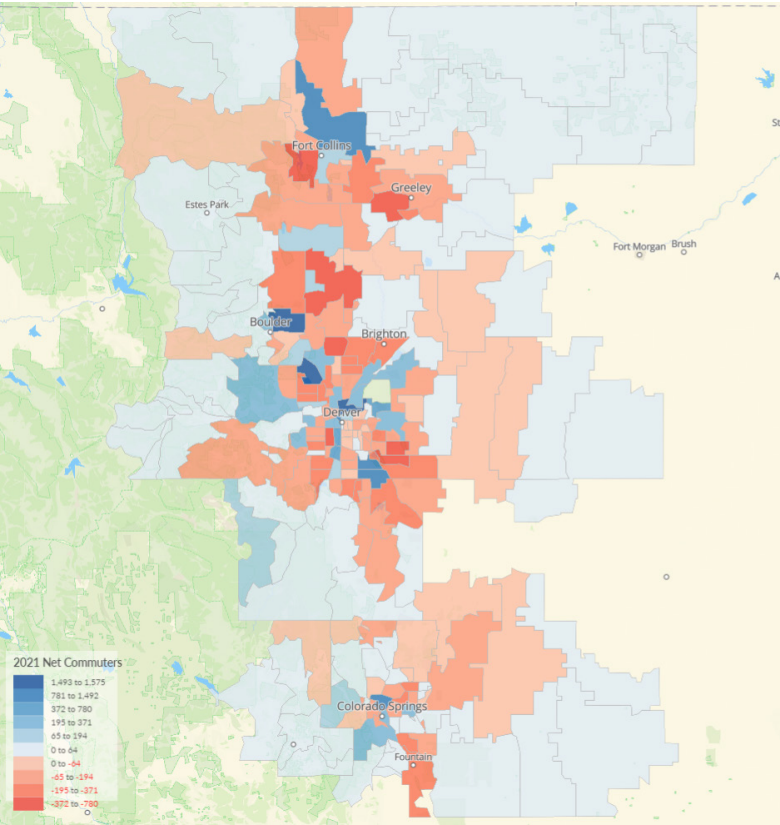 Fort Collins
St
Greeley
Estes Park
Fort Morgan
Brush
A
Boulder
Brighton
Denver
2021 Net Commuters
1,493 to 1,575
781 to 1,492
372 to 780
195 to 371
65 to 194
0 to 64
0 to -64
-65 to -194
-195 to -371
-372 to -780
Colorado Springs
Fountain